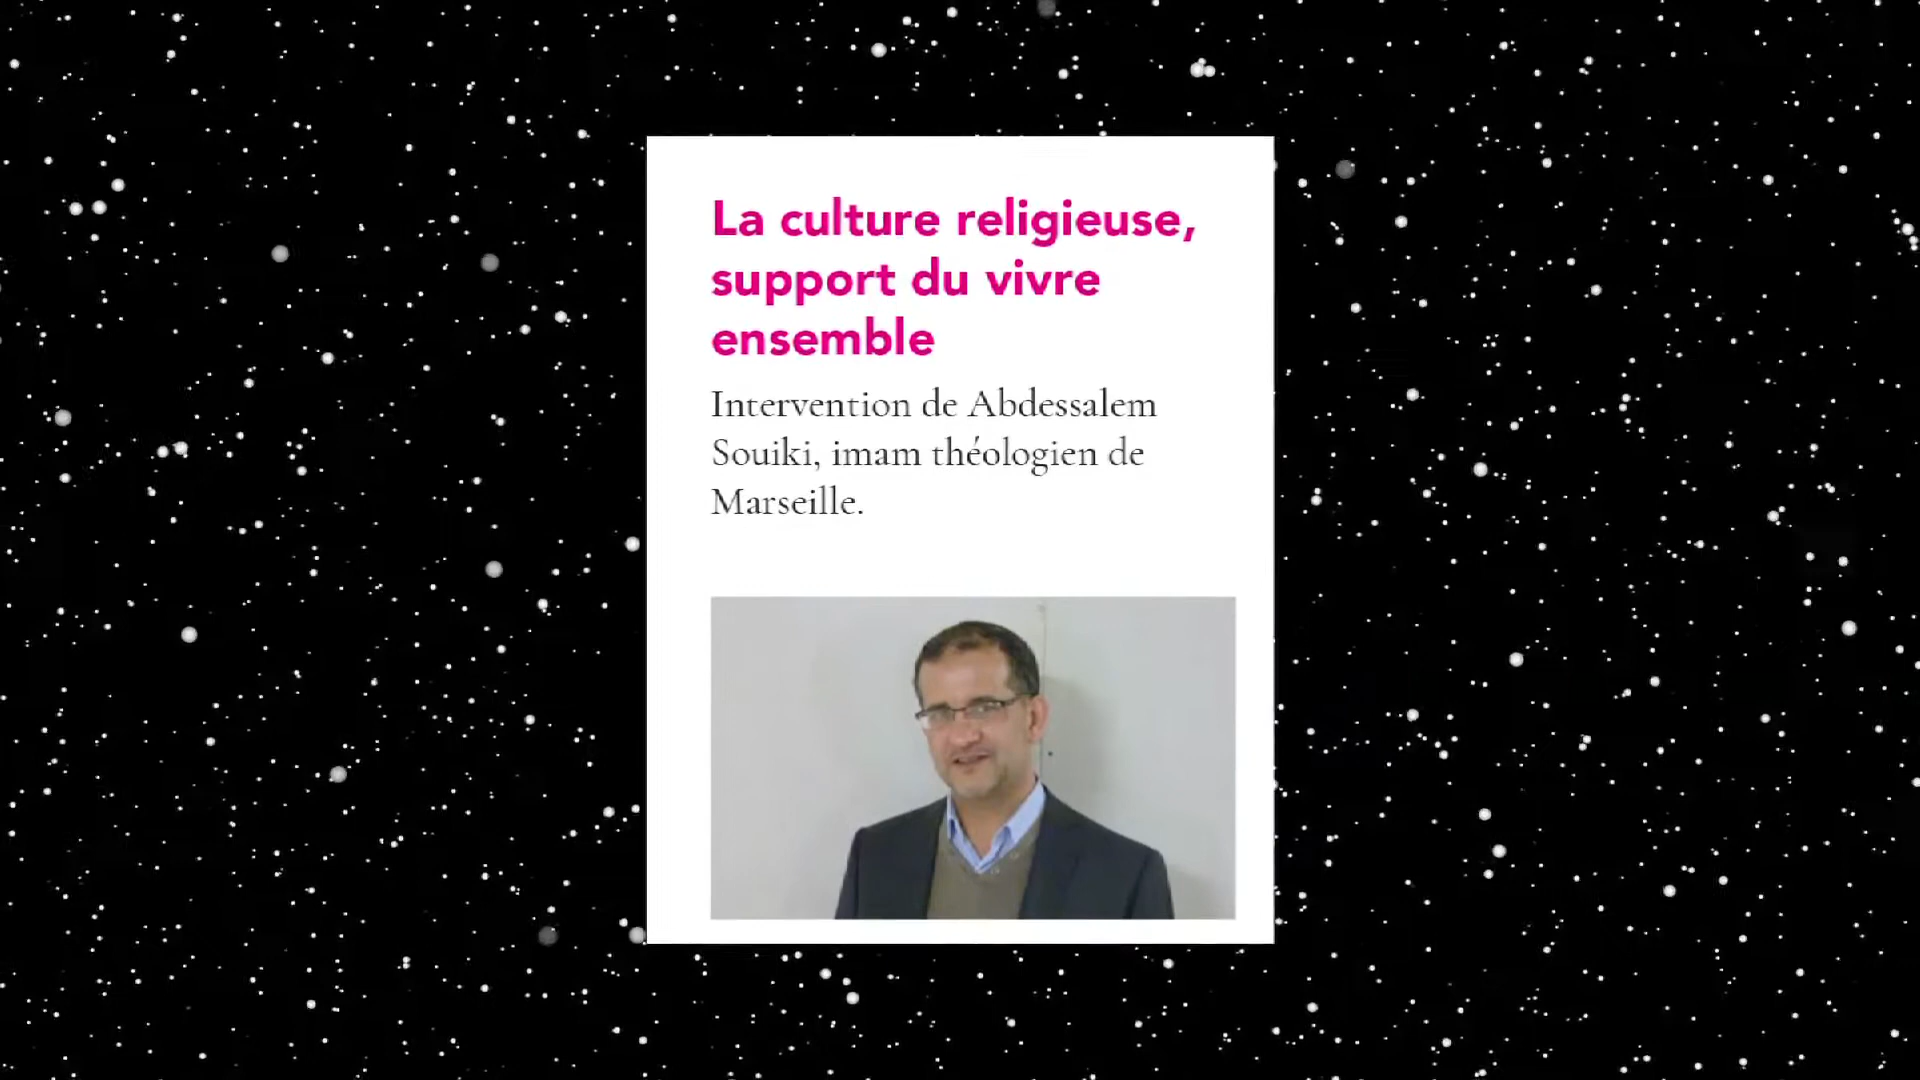 La culture religieuse,
support du vivre
ensemble
Intervention de Abdessalem
Souiki, imam théologien de
Marseille.